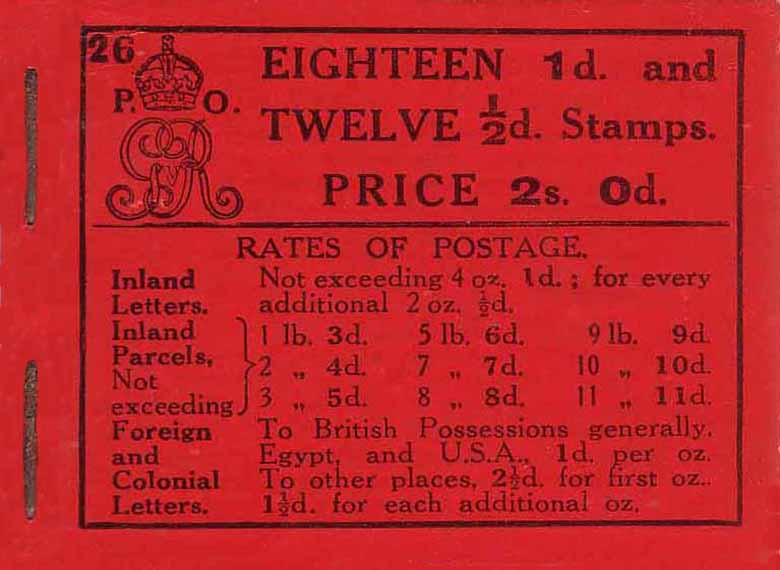 26
P. O.
GRV
EIGHTEEN 1d. and
TWELVE ½d. Stamps.
PRICE 2s. 0d.
RATES OF POSTAGE.
Inland Letters. Not exceeding 4 oz. 1d.; for every
additional 2 oz. ½d.
Inland Parcels, Not exceeding
1 lb. 3d. 5 lb. 6d. 9 lb. 9d.
2 „ 4d. 7 „ 7d. 10 „ 10d.
3 „ 5d. 8 „ 8d. 11 „ 11d.
Foreign and Colonial Letters. To British Possessions generally,
Egypt, and U.S.A., 1d. per oz.
To other places, 2½d. for first oz..
1½d. for each additional oz.